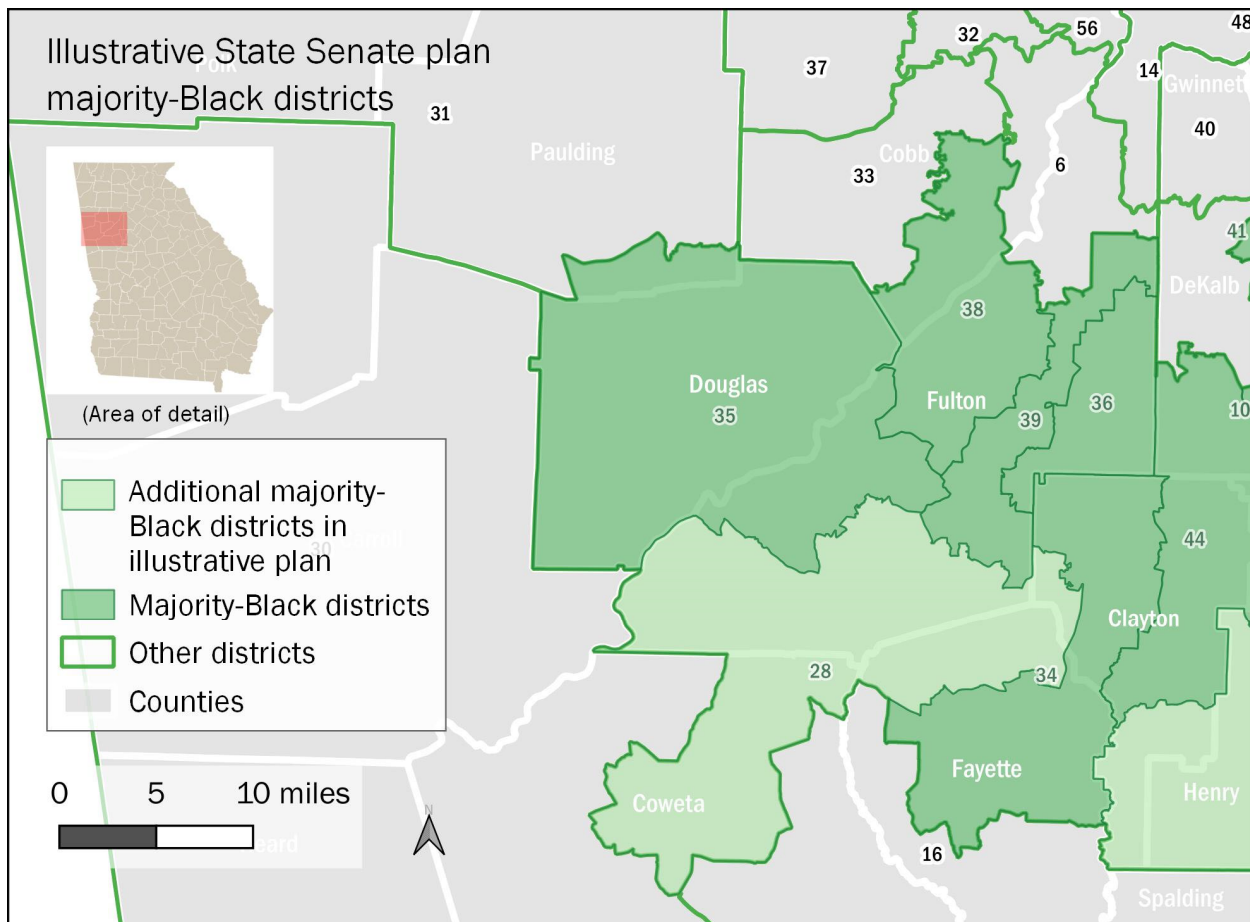 Illustrative State Senate plan
majority-Black districts
Polk
32
56
48
37
14
Gwinnett
31
40
Paulding
Cobb
33
6
41
DeKalb
38
Douglas
35
Fulton
39
36
10
(Area of detail)
Additional majority-
Black districts in
illustrative plan
Majority-Black districts
Other districts
Counties
30
44
Clayton
28
34
Fayette
Coweta
Henry
16
0 5 10 miles
N
Spalding